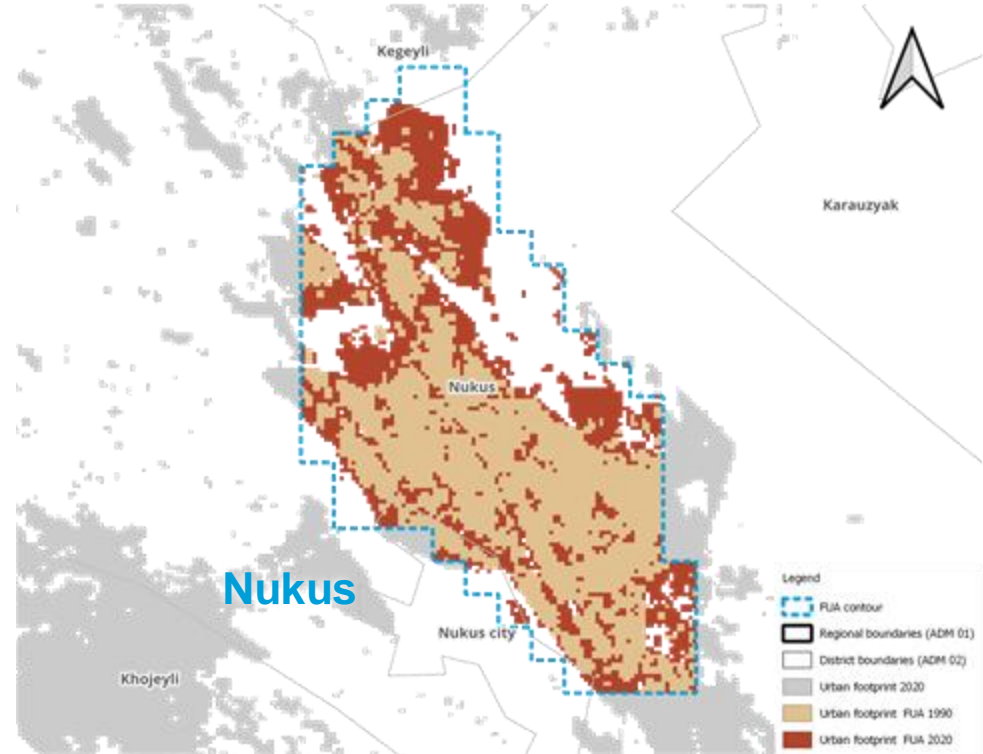 Kegeyli
Karauzyak
Nukus
Nukus
Nukus city
Khojeyli
Legend
FUA contour
Regional boundaries (ADM 01)
District boundaries (ADM 02)
Urban footprint 2020
Urban footprint FUA 1990
Urban footprint FUA 2020